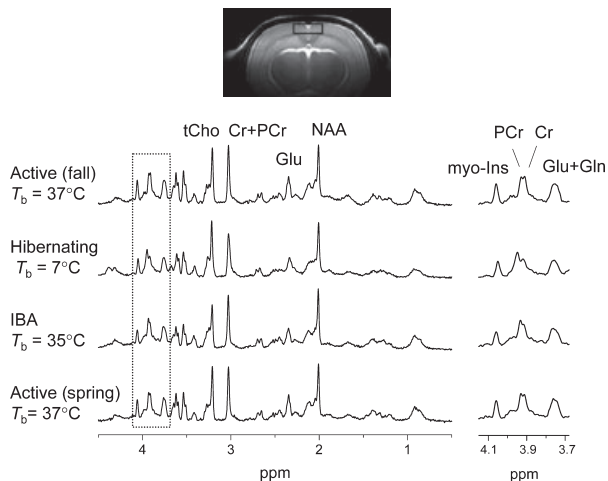 tCho Cr+PCr NAA
Glu
PCr Cr
myo-Ins Glu+Gln
Active (fall)
Tb = 37°C
Hibernating
Tb = 7°C
IBA
Tb = 35°C
Active (spring)
Tb= 37°C
4 3 2 1
ppm
4.1 3.9 3.7
ppm